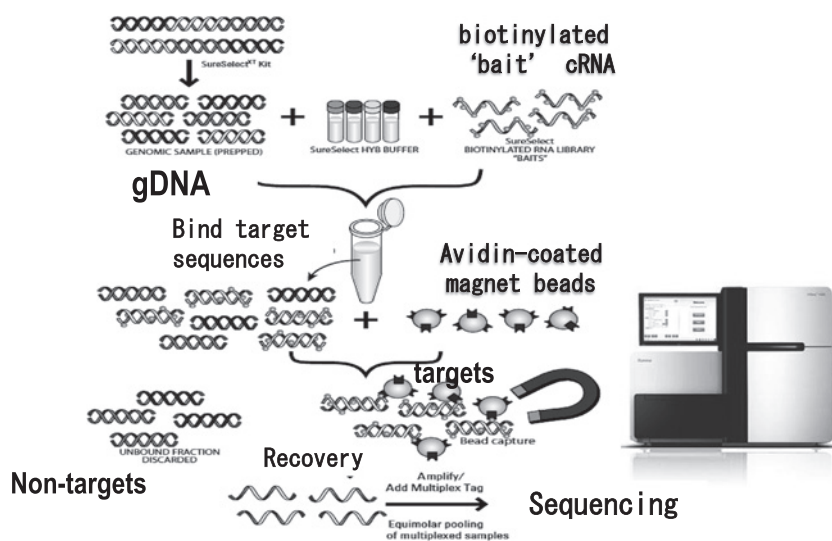 biotinylated
‘bait’ cRNA
SureSelectXT Kit
GENOMIC SAMPLE (PREPPED)
SureSelect HYB BUFFER
SureSelect
BIOTINYLATED RNA LIBRARY
"BAITS"
gDNA
Bind target
sequences
Avidin-coated
magnet beads
targets
Bead capture
UNBOUND FRACTION
DISCARDED
Non-targets
Recovery
Amplify/
Add Multiplex Tag
Equimolar pooling
of multiplexed samples
Sequencing